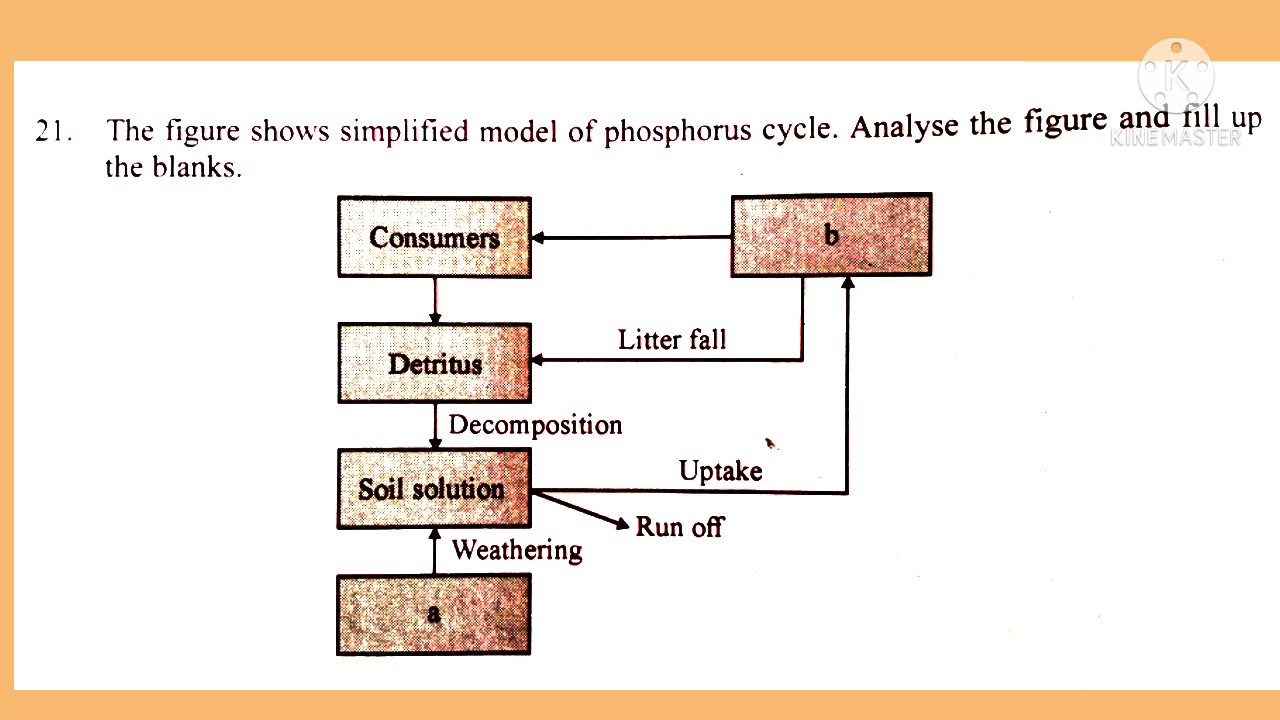 K
KINEMASTER
21. The figure shows simplified model of phosphorus cycle. Analyse the figure and fill up
the blanks.
Consumers
b
Litter fall
Detritus
Decomposition
Uptake
Soil solution
Run off
Weathering
a